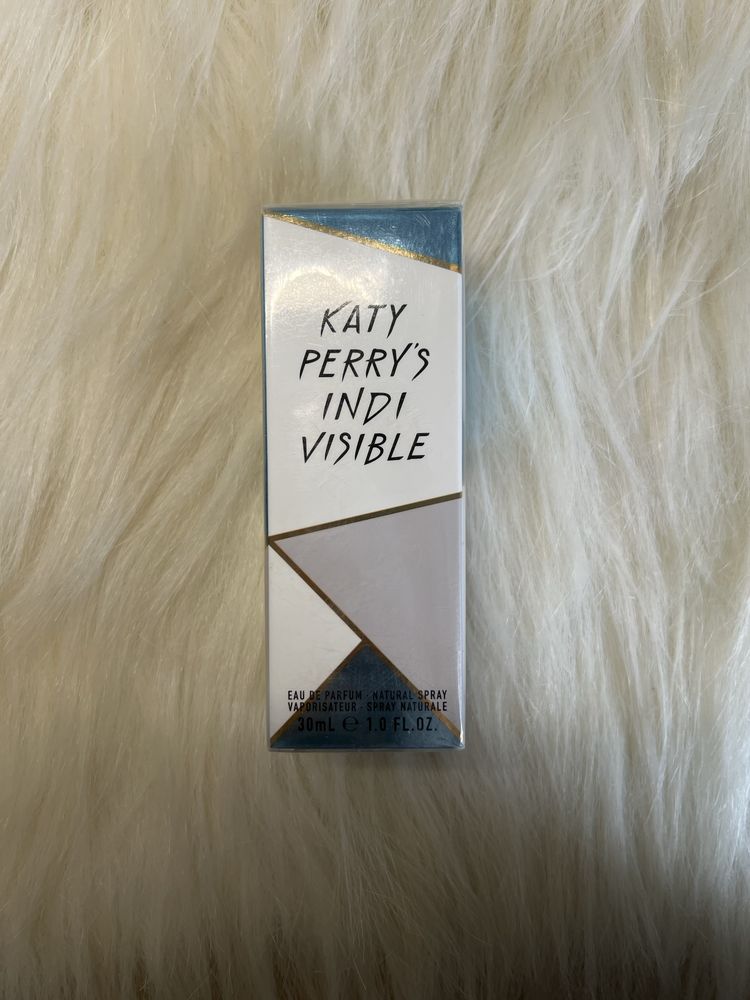 KATY
PERRY'S
INDI
VISIBLE
EAU DE PARFUM · NATURAL SPRAY
VAPORISATEUR · SPRAY NATURALE
30mL ℮ 1.0 FL.OZ.